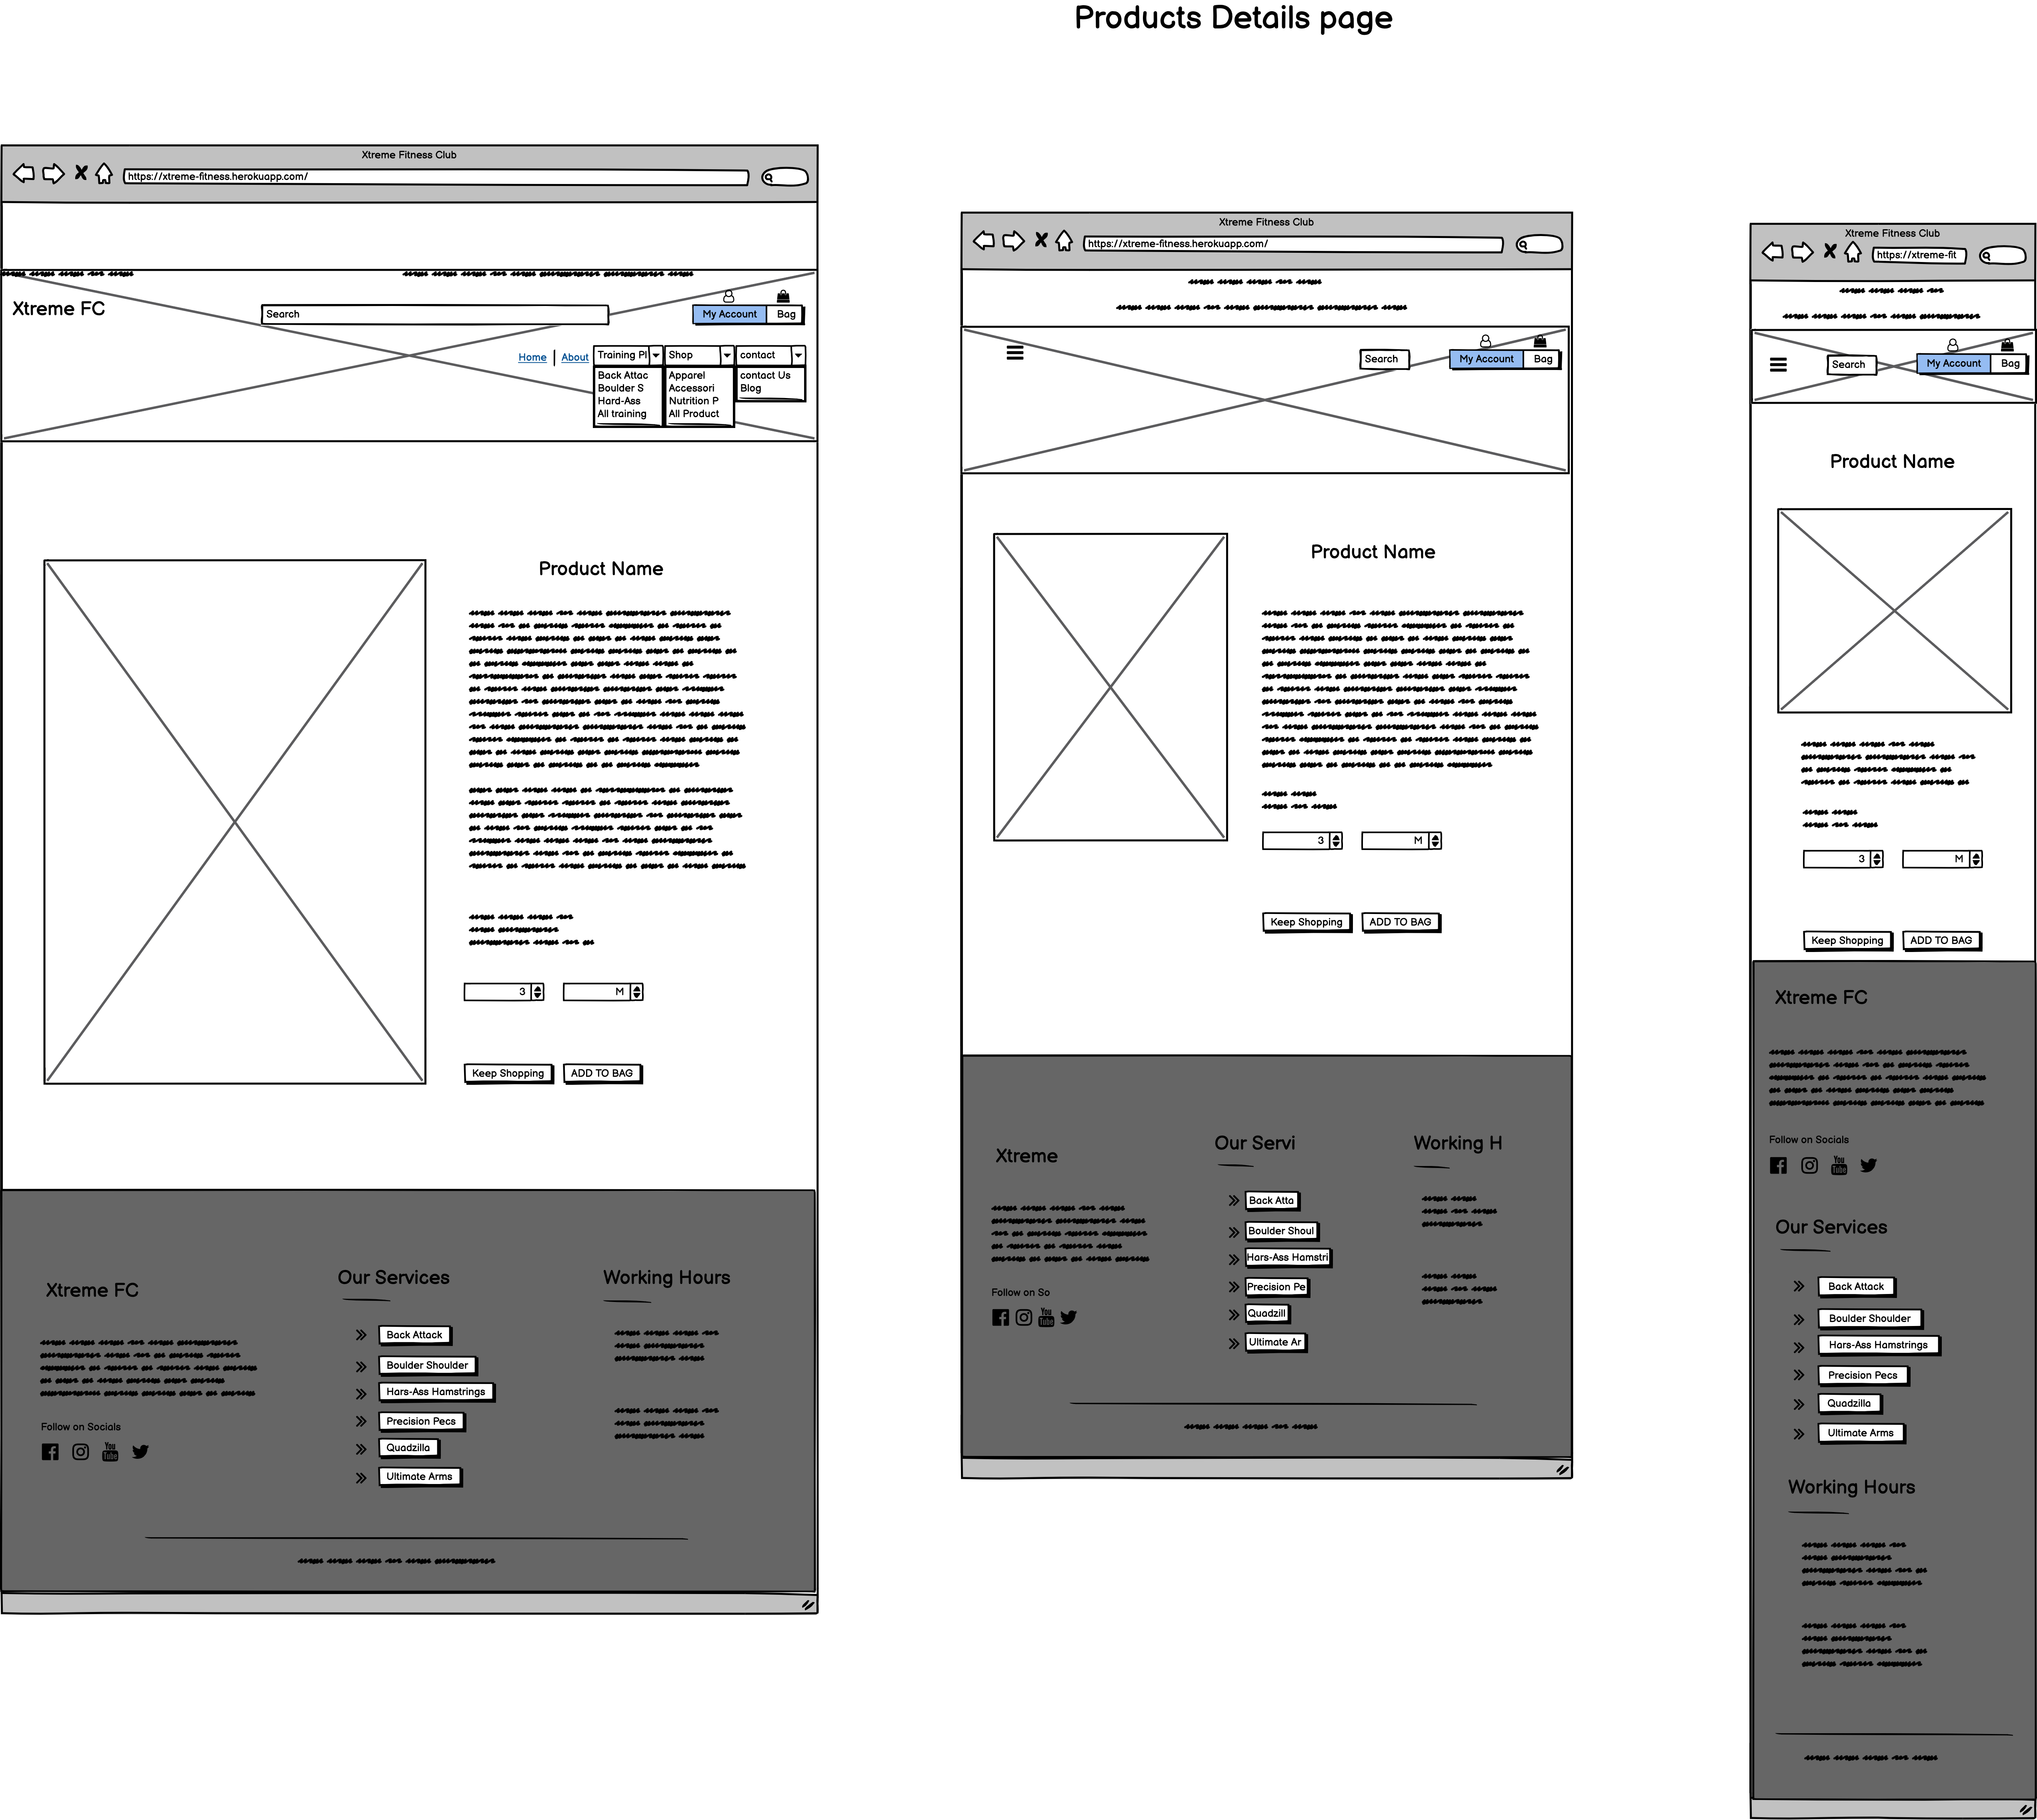 Products Details page
Xtreme Fitness Club
https://xtreme-fitness.herokuapp.com/
Xtreme FC
Search
My Account
Bag
Home
About
Training Pl
Shop
contact
Back Attac
Boulder S
Hard-Ass
All training
Apparel
Accessori
Nutrition P
All Product
contact Us
Blog
Product Name
3
M
Keep Shopping
ADD TO BAG
Xtreme FC
Follow on Socials
You
Tube
Our Services
Back Attack
Boulder Shoulder
Hars-Ass Hamstrings
Precision Pecs
Quadzilla
Ultimate Arms
Working Hours
Xtreme Fitness Club
https://xtreme-fitness.herokuapp.com/
Search
My Account
Bag
Product Name
3
M
Keep Shopping
ADD TO BAG
Xtreme
Follow on So
You
Tube
Our Servi
Back Atta
Boulder Shoul
Hars-Ass Hamstri
Precision Pe
Quadzill
Ultimate Ar
Working H
Xtreme Fitness Club
https://xtreme-fit
Search
My Account
Bag
Product Name
3
M
Keep Shopping
ADD TO BAG
Xtreme FC
Follow on Socials
You
Tube
Our Services
Back Attack
Boulder Shoulder
Hars-Ass Hamstrings
Precision Pecs
Quadzilla
Ultimate Arms
Working Hours